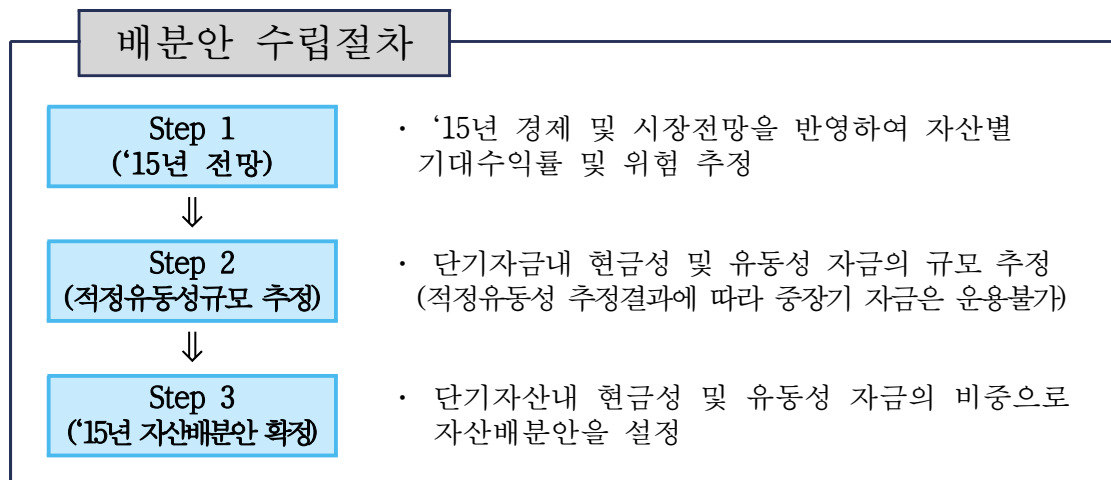 배분안 수립절차
Step 1
(‘15년 전망)
· ‘15년 경제 및 시장전망을 반영하여 자산별
기대수익률 및 위험 추정
⇓
Step 2
(적정유동성규모 추정)
· 단기자금내 현금성 및 유동성 자금의 규모 추정
(적정유동성 추정결과에 따라 중장기 자금은 운용불가)
⇓
Step 3
(‘15년 자산배분안 확정)
· 단기자산내 현금성 및 유동성 자금의 비중으로
자산배분안을 설정